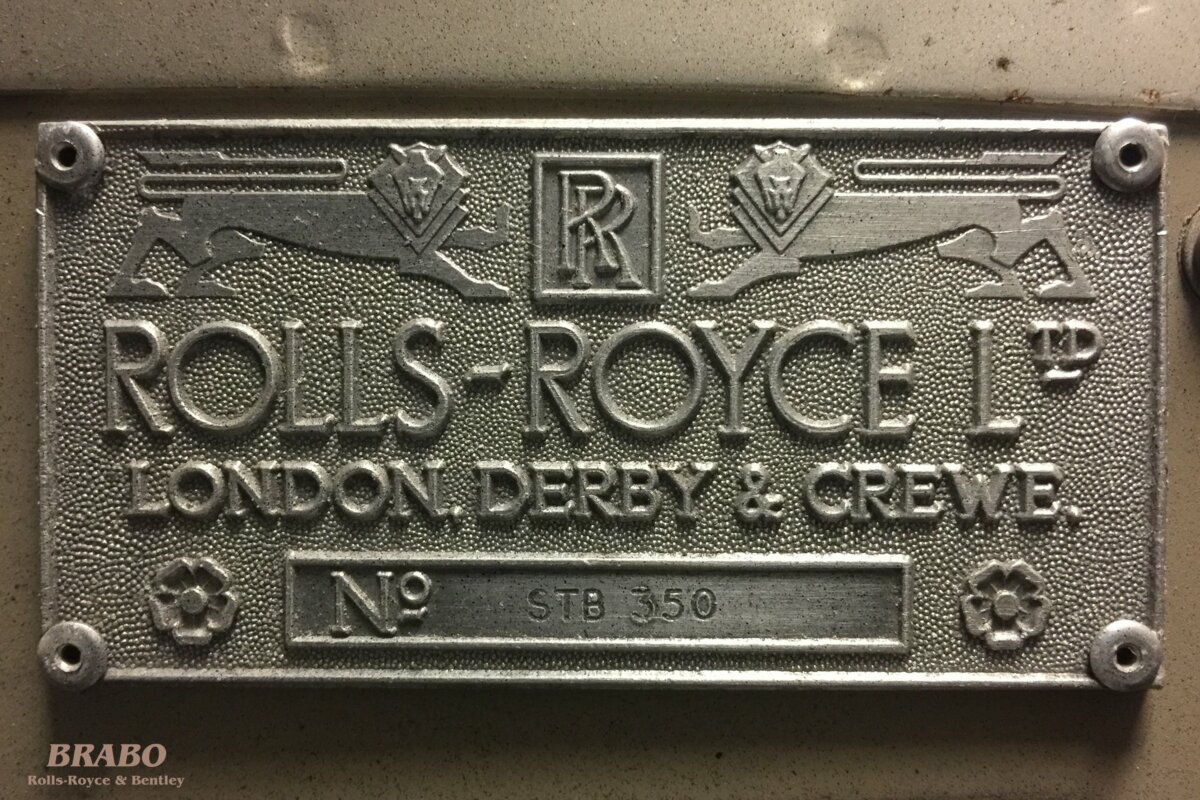 RR
ROLLS-ROYCE LTD
LONDON. DERBY & CREWE.
Nº STB 350
BRABO
Rolls-Royce & Bentley